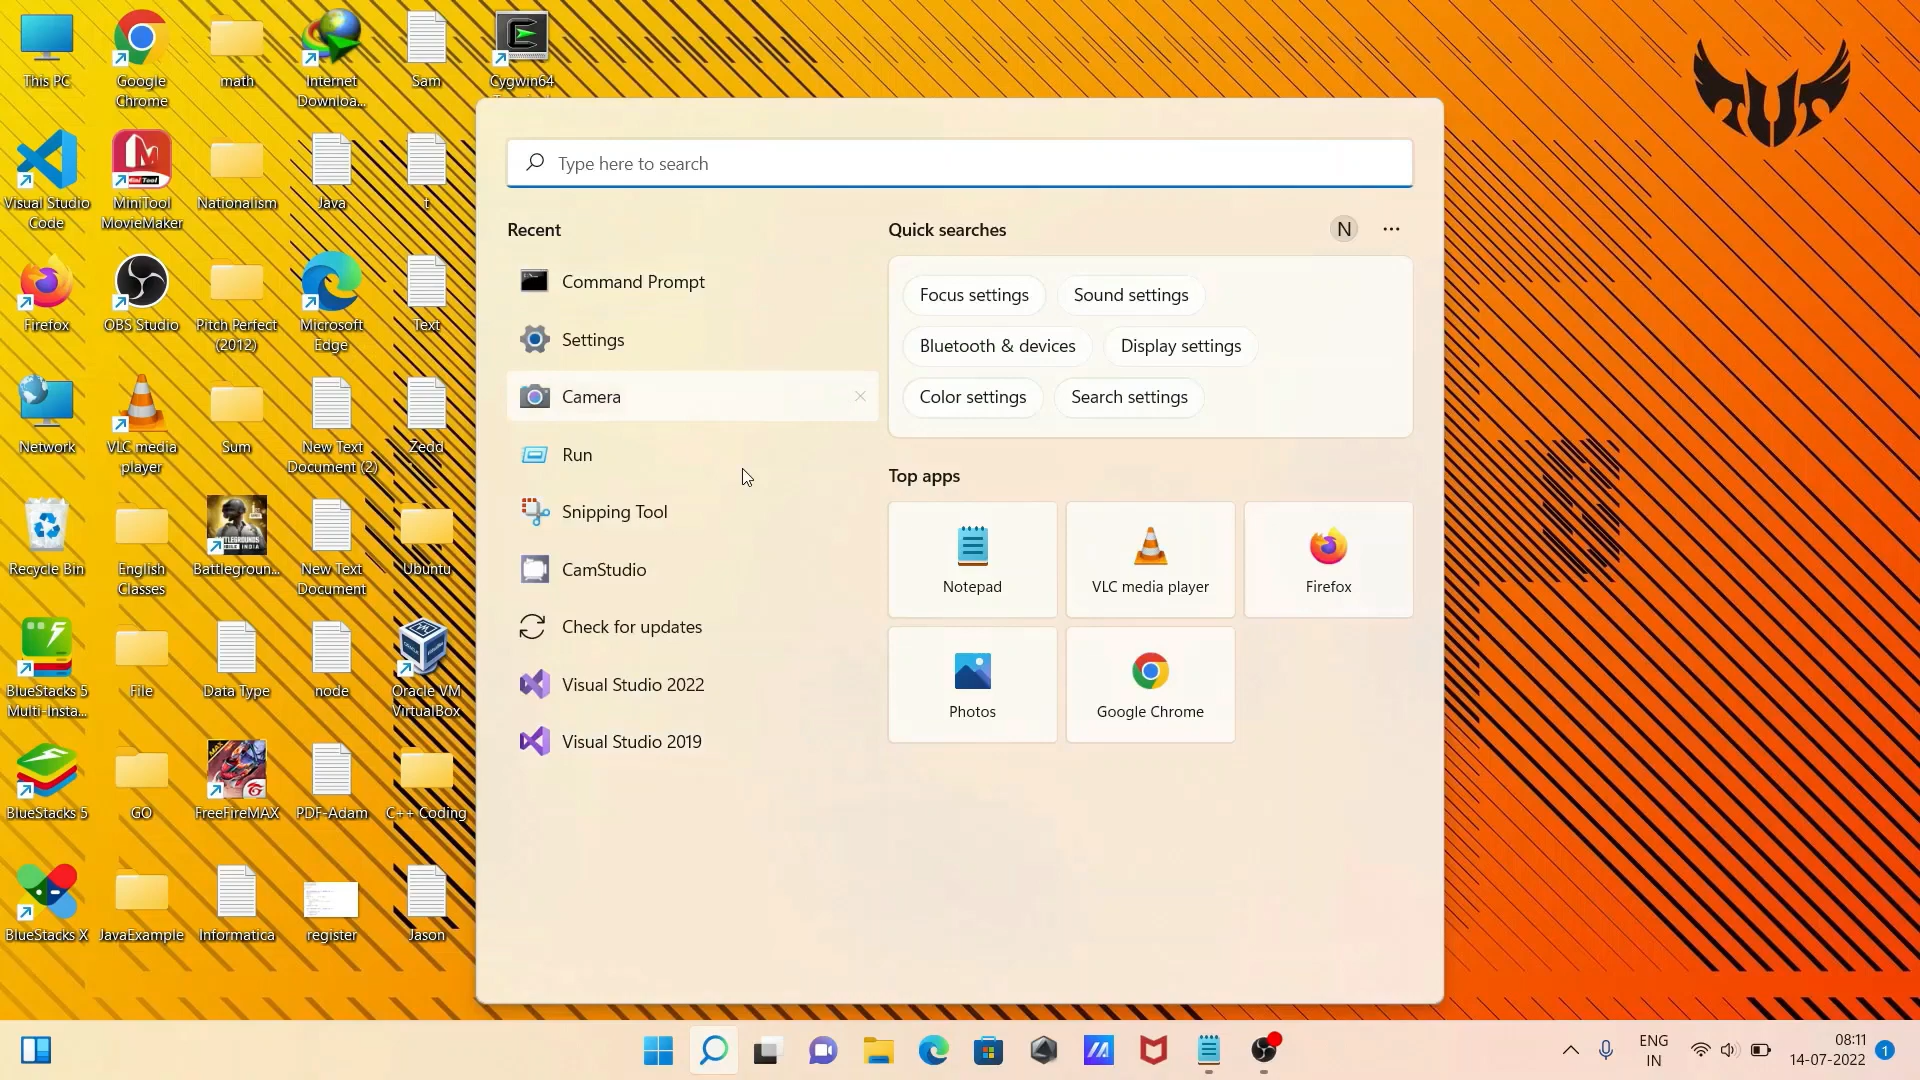 This PC
Google
Chrome
math
Internet
Downloa...
Sam
Cygwin64
Visual Studio
Code
MiniTool
MovieMaker
Nationalism
Java
t
Firefox
OBS Studio
Pitch Perfect
(2012)
Microsoft
Edge
Text
Network
VLC media
player
Sum
New Text
Document (2)
Zedd
Recycle Bin
English
Classes
Battlegroun...
New Text
Document
Ubuntu
BlueStacks 5
Multi-Insta...
File
Data Type
node
Oracle VM
VirtualBox
BlueStacks 5
GO
FreeFireMAX
PDF-Adam
C++ Coding
BlueStacks X
JavaExample
Informatica
register
Jason
Type here to search
Recent
Command Prompt
Settings
Camera
Run
Snipping Tool
CamStudio
Check for updates
Visual Studio 2022
Visual Studio 2019
Quick searches
N
Focus settings
Sound settings
Bluetooth & devices
Display settings
Color settings
Search settings
Top apps
Notepad
VLC media player
Firefox
Photos
Google Chrome
ENG
IN
08:11
14-07-2022
1